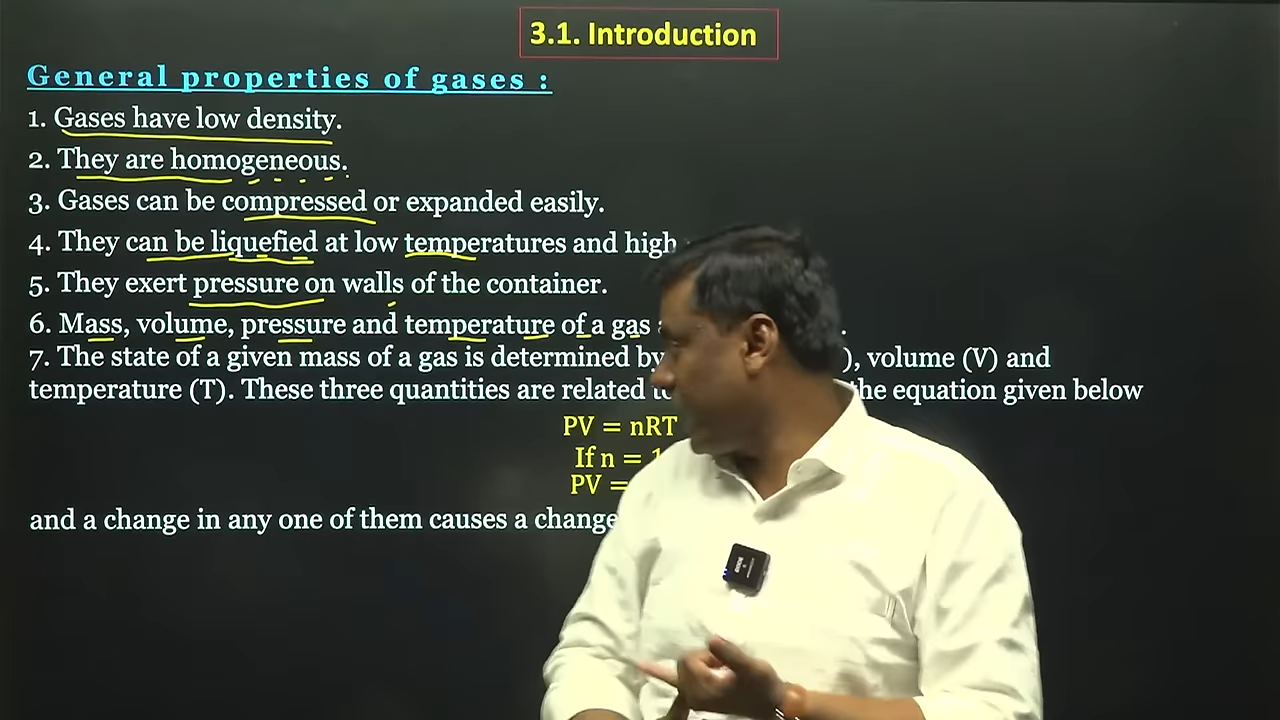 3.1. Introduction
General properties of gases :
1. Gases have low density.
2. They are homogeneous.
3. Gases can be compressed or expanded easily.
4. They can be liquefied at low temperatures and high
5. They exert pressure on walls of the container.
6. Mass, volume, pressure and temperature of a gas .
7. The state of a given mass of a gas is determined by ), volume (V) and
temperature (T). These three quantities are related to the equation given below
PV = nRT
If n = 1
PV =
and a change in any one of them causes a change